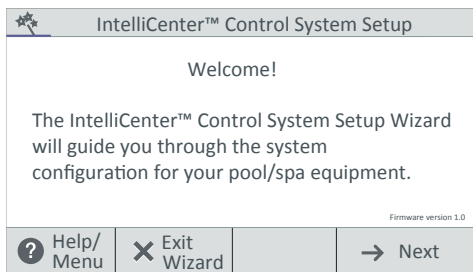 IntelliCenter™ Control System Setup
Welcome!
The IntelliCenter™ Control System Setup Wizard
will guide you through the system
configuration for your pool/spa equipment.
Firmware version 1.0
? Help/
Menu
Exit
Wizard
Next